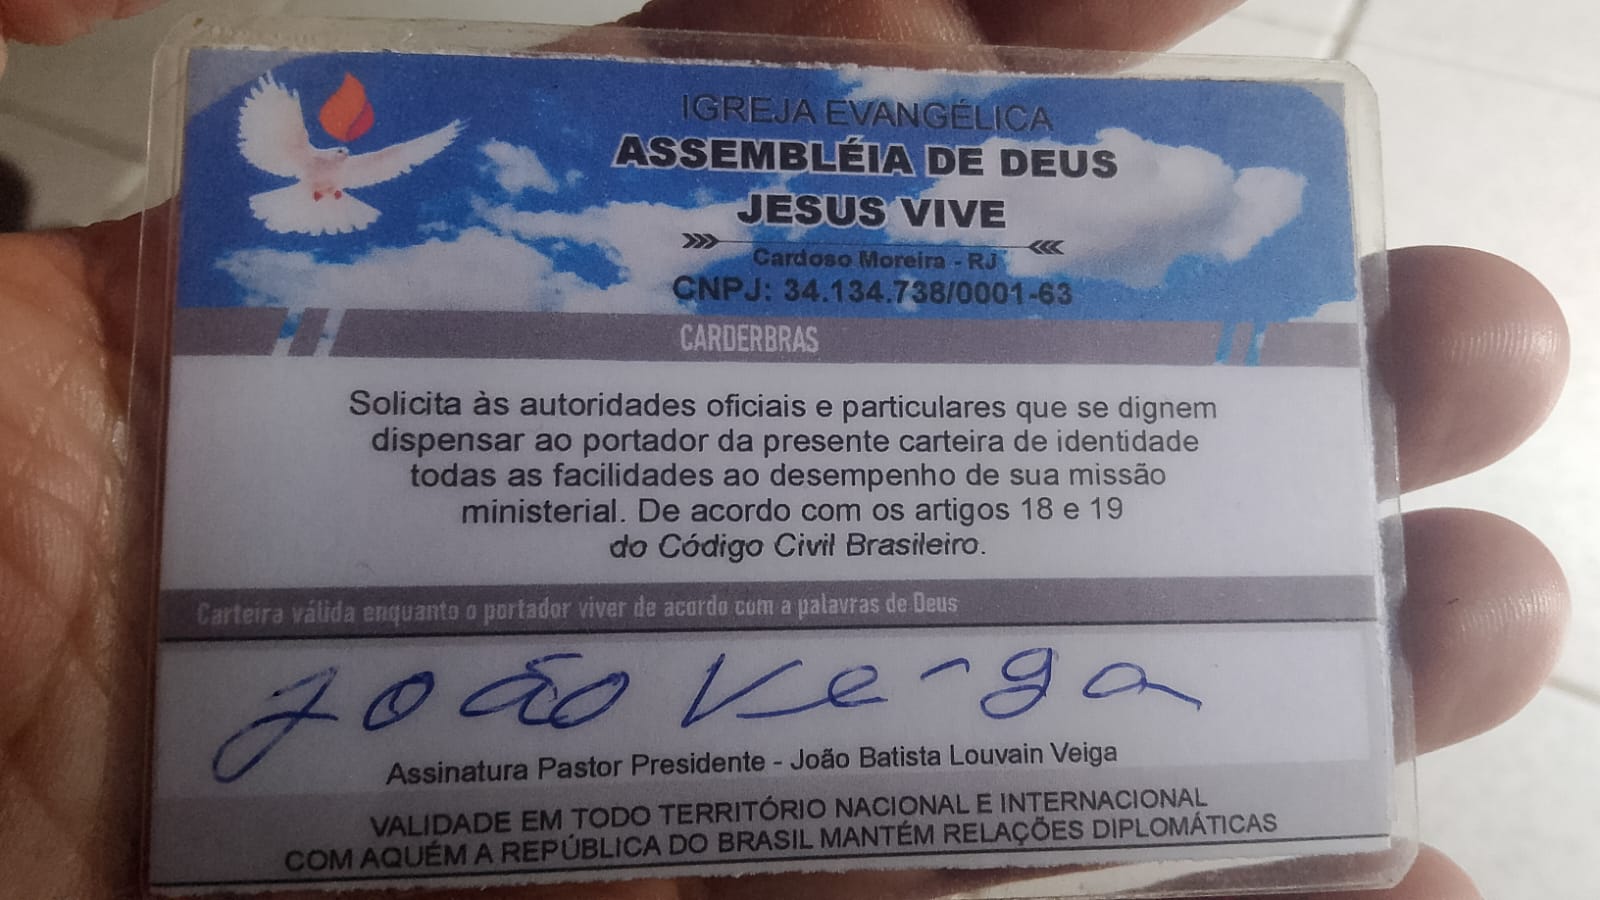 IGREJA EVANGÉLICA
ASSEMBLÉIA DE DEUS
JESUS VIVE
Cardoso Moreira - RJ
CNPJ: 34.134.738/0001-63
CARDERBRAS
Solicita às autoridades oficiais e particulares que se dignem
dispensar ao portador da presente carteira de identidade
todas as facilidades ao desempenho de sua missão
ministerial. De acordo com os artigos 18 e 19
do Código Civil Brasileiro.
Carteira válida enquanto o portador viver de acordo com a palavras de Deus
João Veiga
Assinatura Pastor Presidente - João Batista Louvain Veiga
VALIDADE EM TODO TERRITÓRIO NACIONAL E INTERNACIONAL
COM AQUÉM A REPÚBLICA DO BRASIL MANTÉM RELAÇÕES DIPLOMÁTICAS